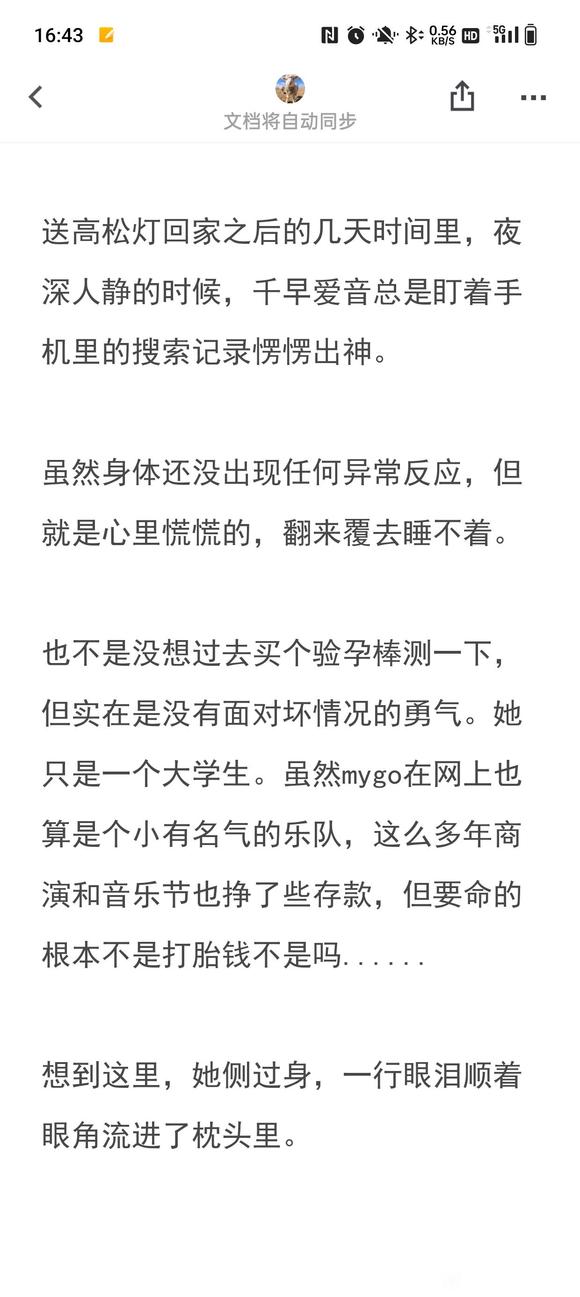 16:43
0.56
KB/S
HD
5G
文档将自动同步
送高松灯回家之后的几天时间里，夜
深人静的时候，千早爱音总是盯着手
机里的搜索记录愣愣出神。
虽然身体还没出现任何异常反应，但
就是心里慌慌的，翻来覆去睡不着。
也不是没想过去买个验孕棒测一下，
但实在是没有面对坏情况的勇气。她
只是一个大学生。虽然mygo在网上也
算是个小有名气的乐队，这么多年商
演和音乐节也挣了些存款，但要命的
根本不是打胎钱不是吗......
想到这里，她侧过身，一行眼泪顺着
眼角流进了枕头里。